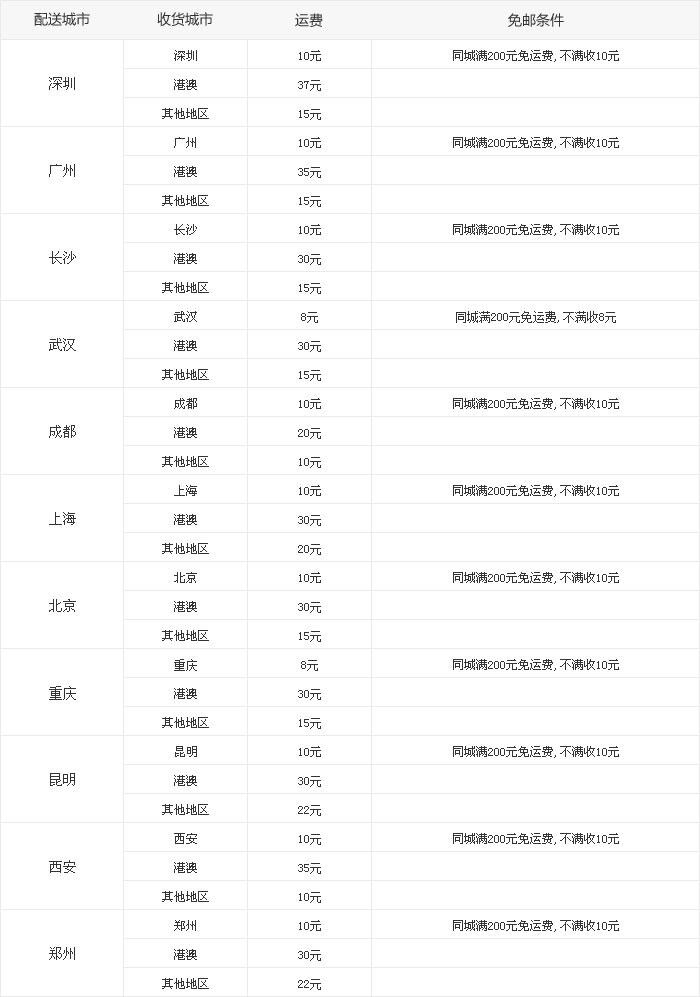 配送城市 收货城市 运费 免邮条件
深圳 深圳 10元 同城满200元免运费, 不满收10元
港澳 37元
其他地区 15元
广州 广州 10元 同城满200元免运费, 不满收10元
港澳 35元
其他地区 15元
长沙 长沙 10元 同城满200元免运费, 不满收10元
港澳 30元
其他地区 15元
武汉 武汉 8元 同城满200元免运费, 不满收8元
港澳 30元
其他地区 15元
成都 成都 10元 同城满200元免运费, 不满收10元
港澳 20元
其他地区 10元
上海 上海 10元 同城满200元免运费, 不满收10元
港澳 30元
其他地区 20元
北京 北京 10元 同城满200元免运费, 不满收10元
港澳 30元
其他地区 15元
重庆 重庆 8元 同城满200元免运费, 不满收10元
港澳 30元
其他地区 15元
昆明 昆明 10元 同城满200元免运费, 不满收10元
港澳 30元
其他地区 22元
西安 西安 10元 同城满200元免运费, 不满收10元
港澳 35元
其他地区 10元
郑州 郑州 10元 同城满200元免运费, 不满收10元
港澳 30元
其他地区 22元